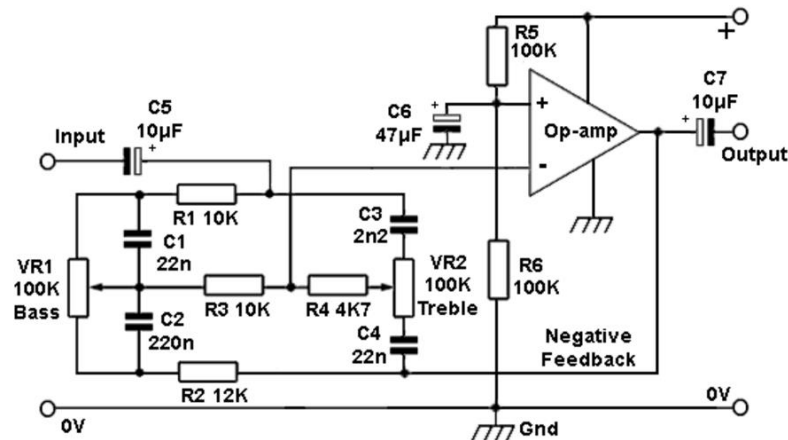 R5
100K
+
C7
10µF
+
Output
C6
47µF
+
+
-
Op-amp
C5
10µF
+
Input
R1 10K
C1
22n
C3
2n2
VR1
100K
Bass
R3 10K
R4 4K7
VR2
100K
Treble
R6
100K
C2
220n
C4
22n
R2 12K
Negative
Feedback
0V
0V
Gnd